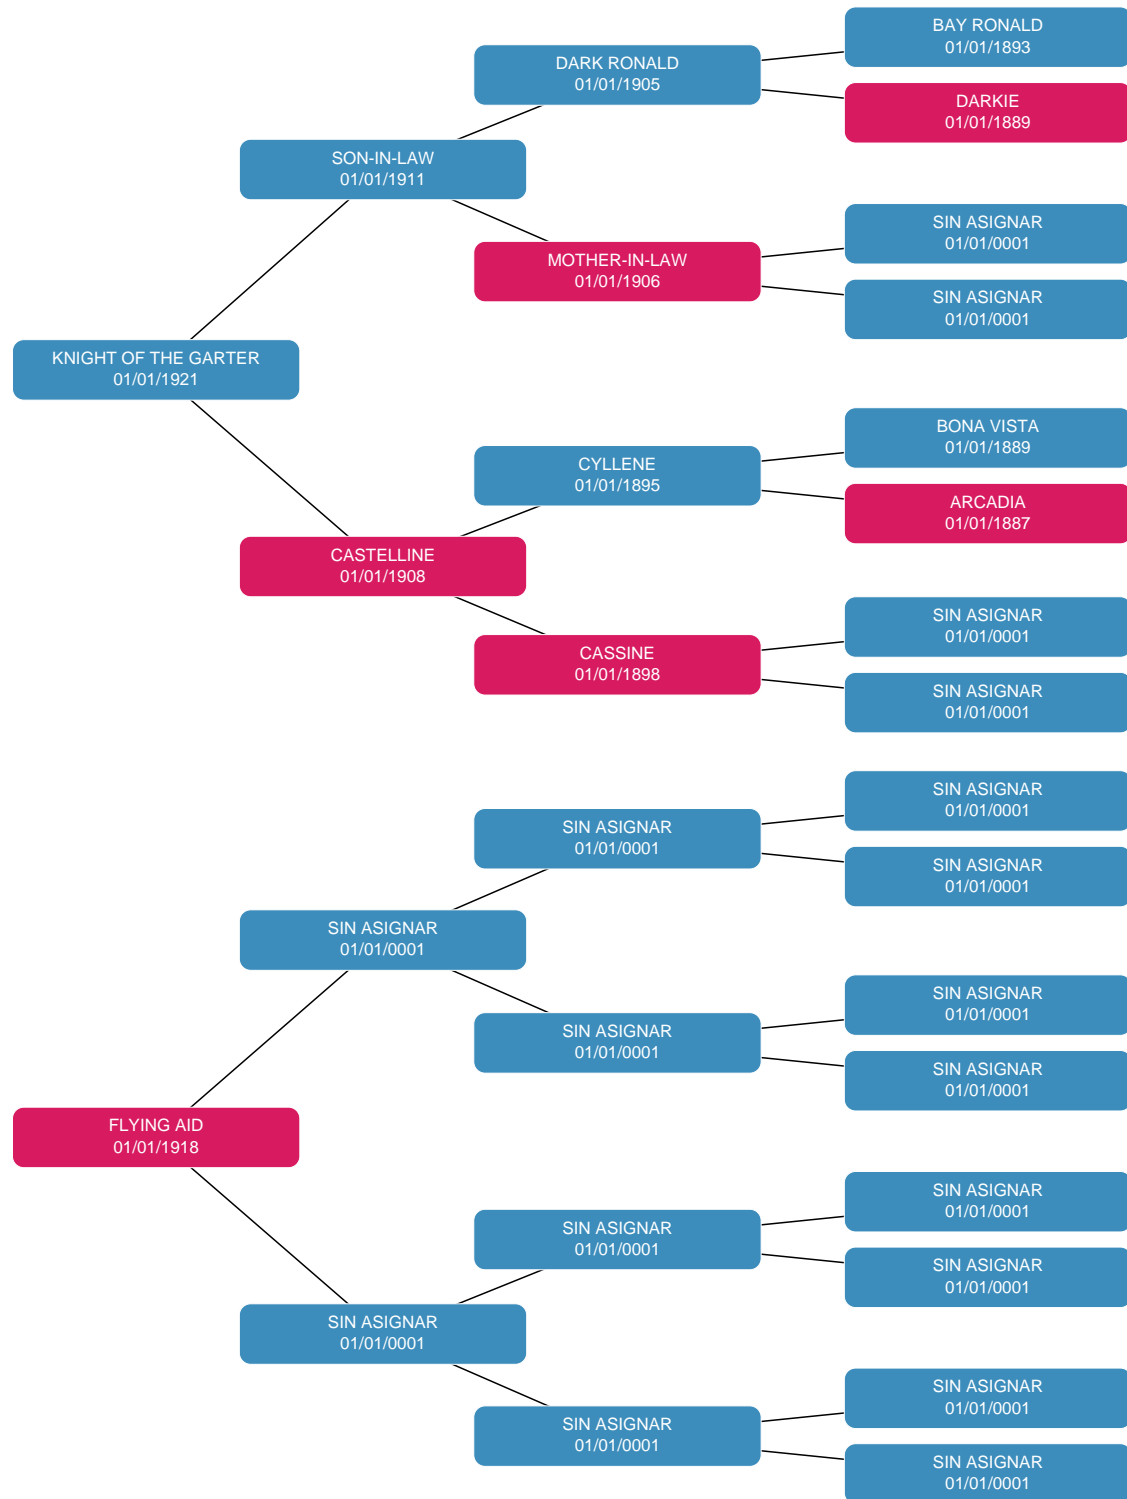 BAY RONALD
01/01/1893
DARK RONALD
01/01/1905
DARKIE
01/01/1889
SON-IN-LAW
01/01/1911
SIN ASIGNAR
01/01/0001
MOTHER-IN-LAW
01/01/1906
SIN ASIGNAR
01/01/0001
KNIGHT OF THE GARTER
01/01/1921
BONA VISTA
01/01/1889
CYLLENE
01/01/1895
ARCADIA
01/01/1887
CASTELLINE
01/01/1908
SIN ASIGNAR
01/01/0001
CASSINE
01/01/1898
SIN ASIGNAR
01/01/0001
SIN ASIGNAR
01/01/0001
SIN ASIGNAR
01/01/0001
SIN ASIGNAR
01/01/0001
SIN ASIGNAR
01/01/0001
SIN ASIGNAR
01/01/0001
SIN ASIGNAR
01/01/0001
SIN ASIGNAR
01/01/0001
FLYING AID
01/01/1918
SIN ASIGNAR
01/01/0001
SIN ASIGNAR
01/01/0001
SIN ASIGNAR
01/01/0001
SIN ASIGNAR
01/01/0001
SIN ASIGNAR
01/01/0001
SIN ASIGNAR
01/01/0001
SIN ASIGNAR
01/01/0001